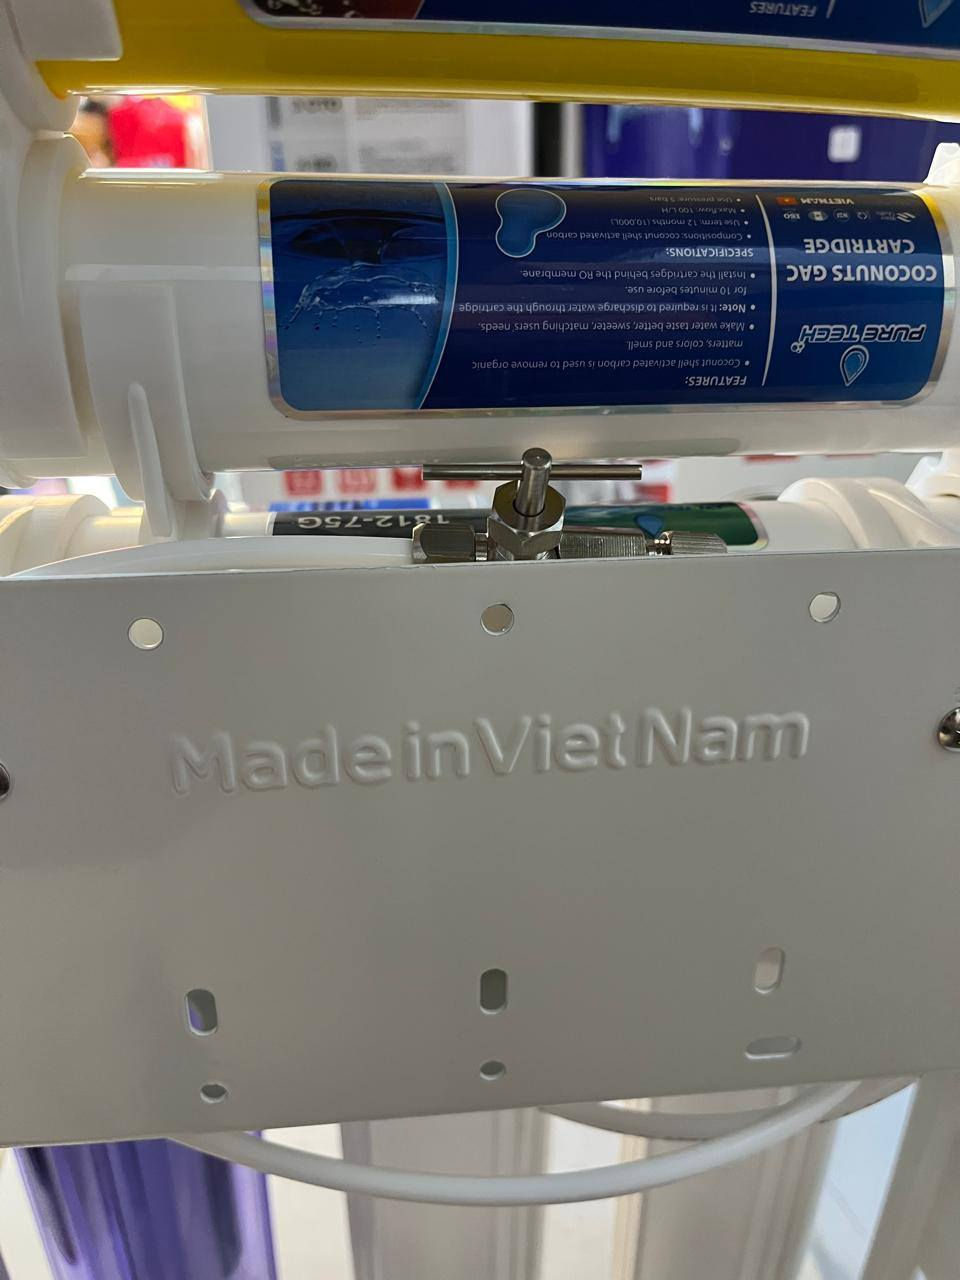 FEATURES
PURE TECH
COCONUTS GAC
CARTRIDGE
VIETNAM
FEATURES:
• Coconut shell activated carbon is used to remove organic
matters, colors and smell.
• Make water taste better, sweeter, matching users' needs.
• Note: It is required to discharge water through the cartridge
for 10 minutes before use.
• Install the cartridges behind the RO membrane.
SPECIFICATIONS:
• Compositions: coconut shell activated carbon
• Use term: 12 months (10.000L)
• Max flow: 100 L/H
• Use pressure: 5 bars
1812-75G
Made in Viet Nam